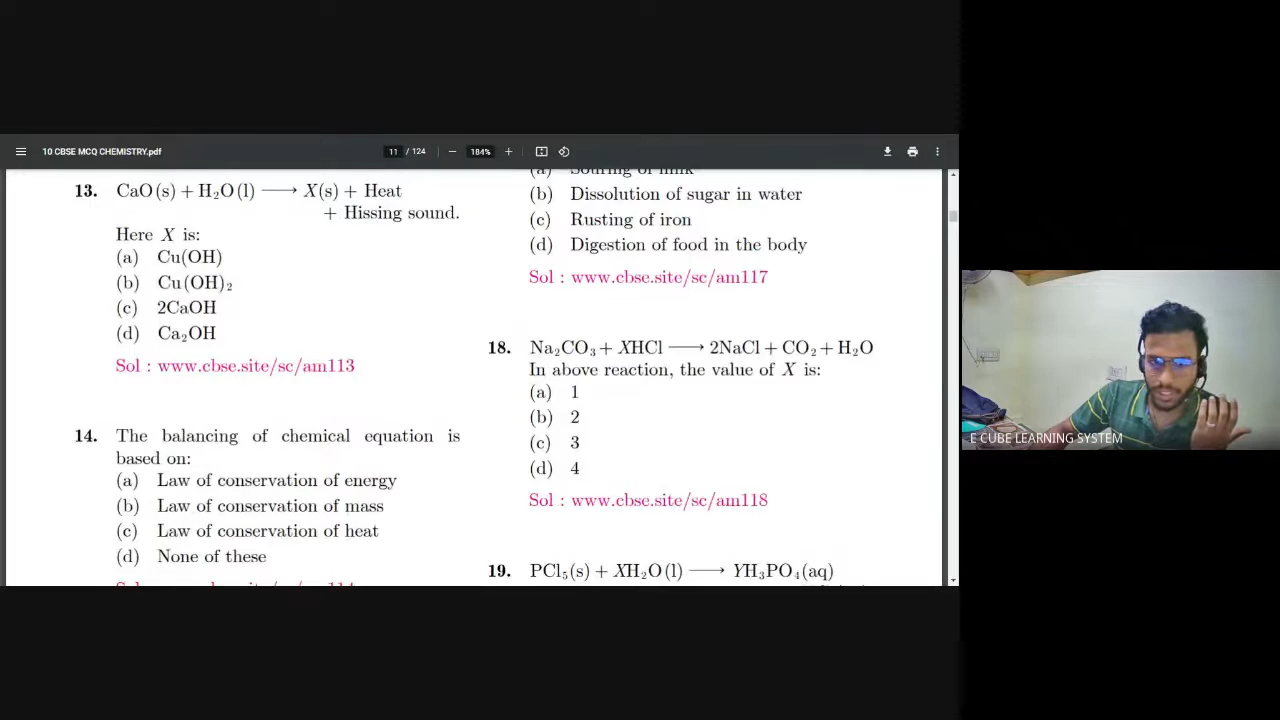 10 CBSE MCQ CHEMISTRY.pdf
11 / 124
184%
13. CaO(s) + H₂O(l) ⟶ X(s) + Heat
+ Hissing sound.
Here X is:
(a) Cu(OH)
(b) Cu(OH)₂
(c) 2CaOH
(d) Ca₂OH
Sol : www.cbse.site/sc/am113
14. The balancing of chemical equation is
based on:
(a) Law of conservation of energy
(b) Law of conservation of mass
(c) Law of conservation of heat
(d) None of these
(a) Souring of milk
(b) Dissolution of sugar in water
(c) Rusting of iron
(d) Digestion of food in the body
Sol : www.cbse.site/sc/am117
18. Na₂CO₃ + XHCl ⟶ 2NaCl + CO₂ + H₂O
In above reaction, the value of X is:
(a) 1
(b) 2
(c) 3
(d) 4
Sol : www.cbse.site/sc/am118
19. PCl₅(s) + XH₂O(l) ⟶ YH₃PO₄(aq)
E CUBE LEARNING SYSTEM